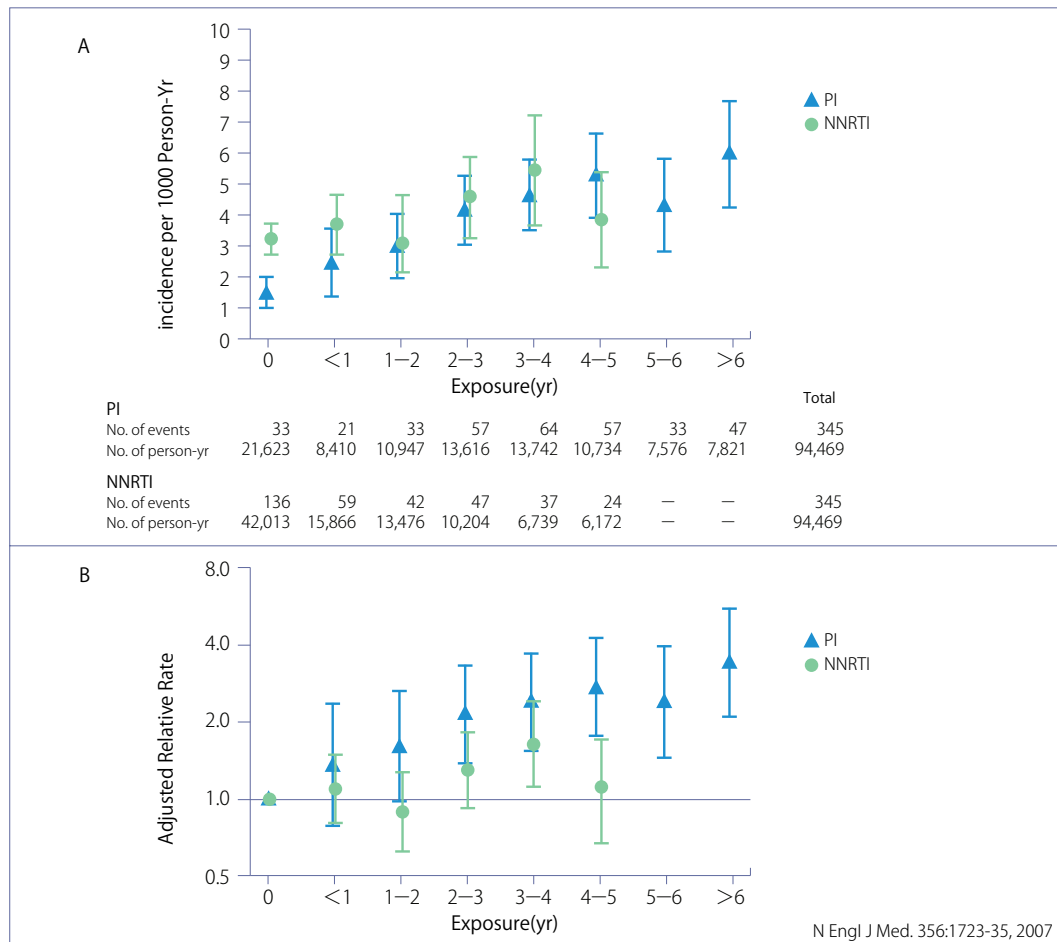 A
incidence per 1000 Person-Yr
10
9
8
7
6
5
4
3
2
1
0
0 <1 1–2 2–3 3–4 4–5 5–6 >6
Exposure(yr)
PI
NNRTI
Total
PI
No. of events 33 21 33 57 64 57 33 47 345
No. of person-yr 21,623 8,410 10,947 13,616 13,742 10,734 7,576 7,821 94,469
NNRTI
No. of events 136 59 42 47 37 24 — — 345
No. of person-yr 42,013 15,866 13,476 10,204 6,739 6,172 — — 94,469
B
Adjusted Relative Rate
8.0
4.0
2.0
1.0
0.5
0 <1 1–2 2–3 3–4 4–5 5–6 >6
Exposure(yr)
PI
NNRTI
N Engl J Med. 356:1723-35, 2007